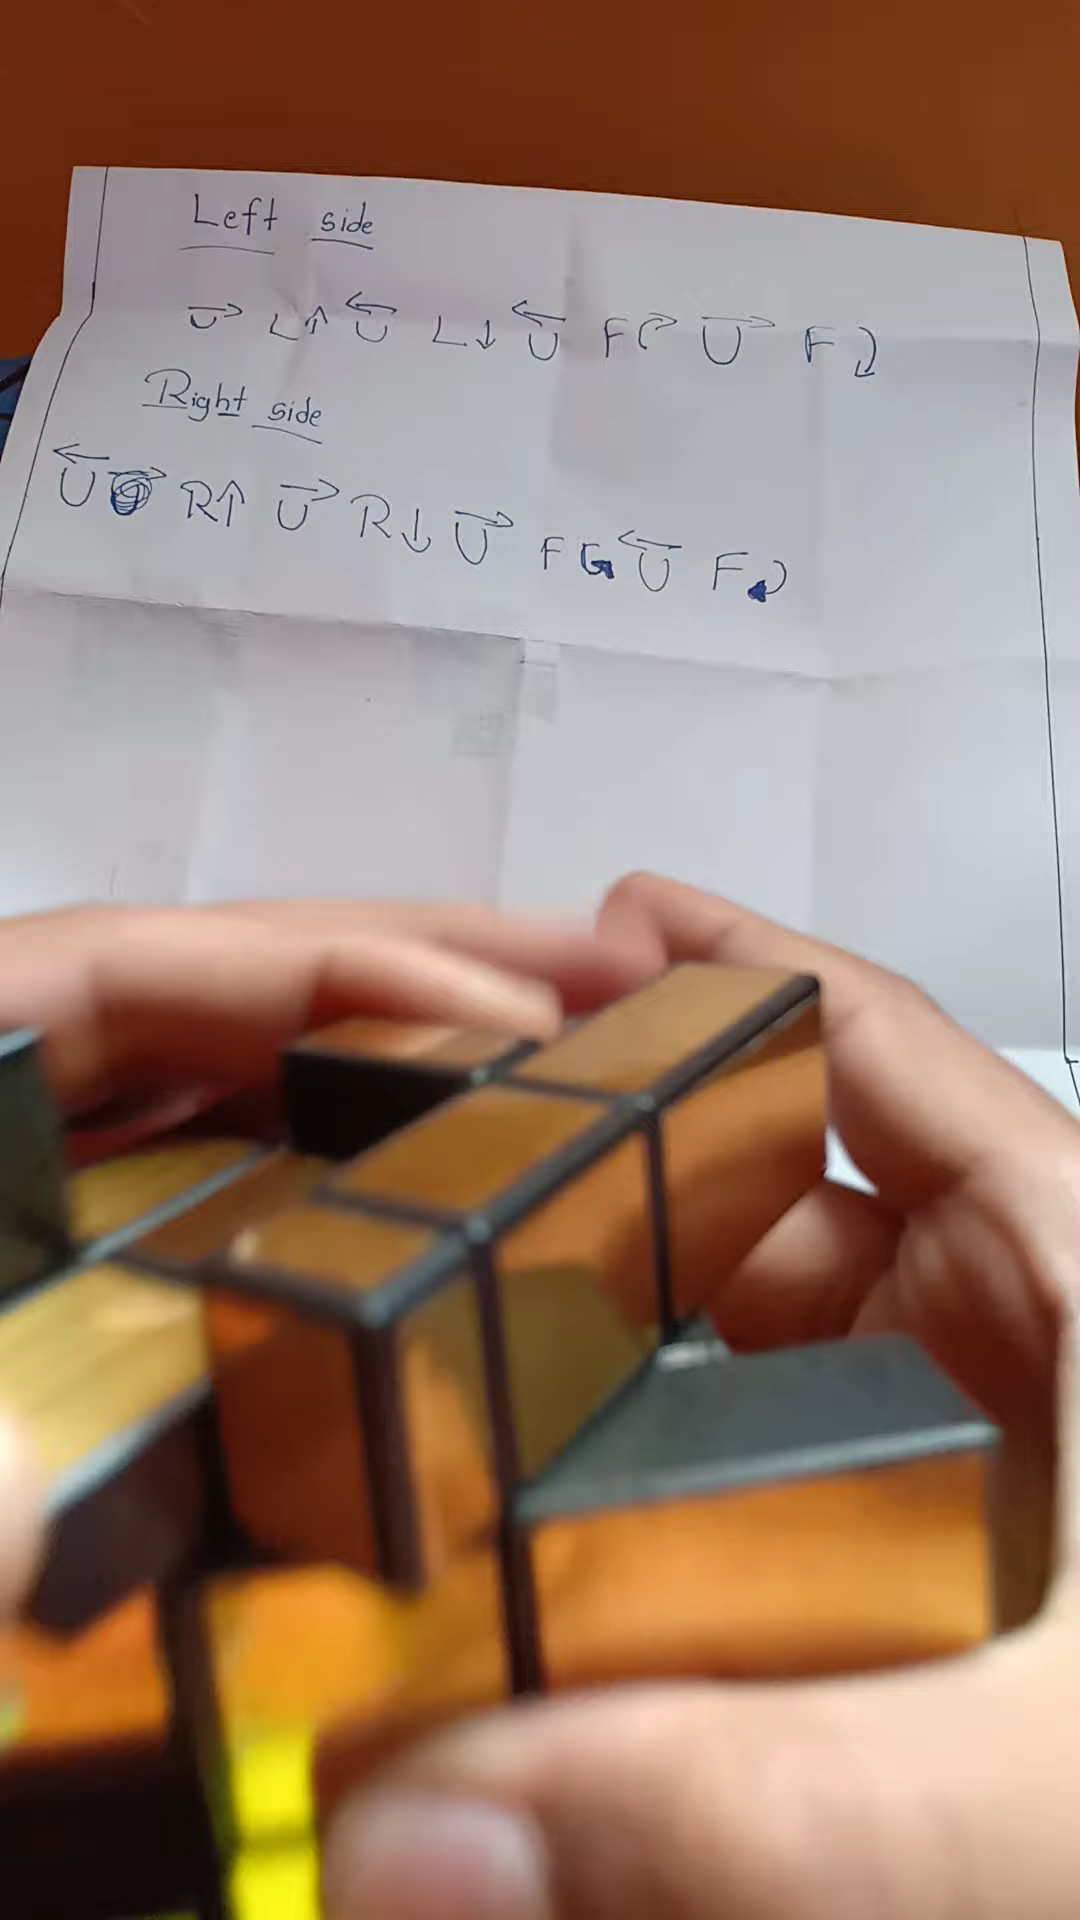 Left side
U→ L↑ U← L↓ U← F↷ U→ F⤵
Right side
U← R↑ U→ R↓ U→ F↺ U← F↷